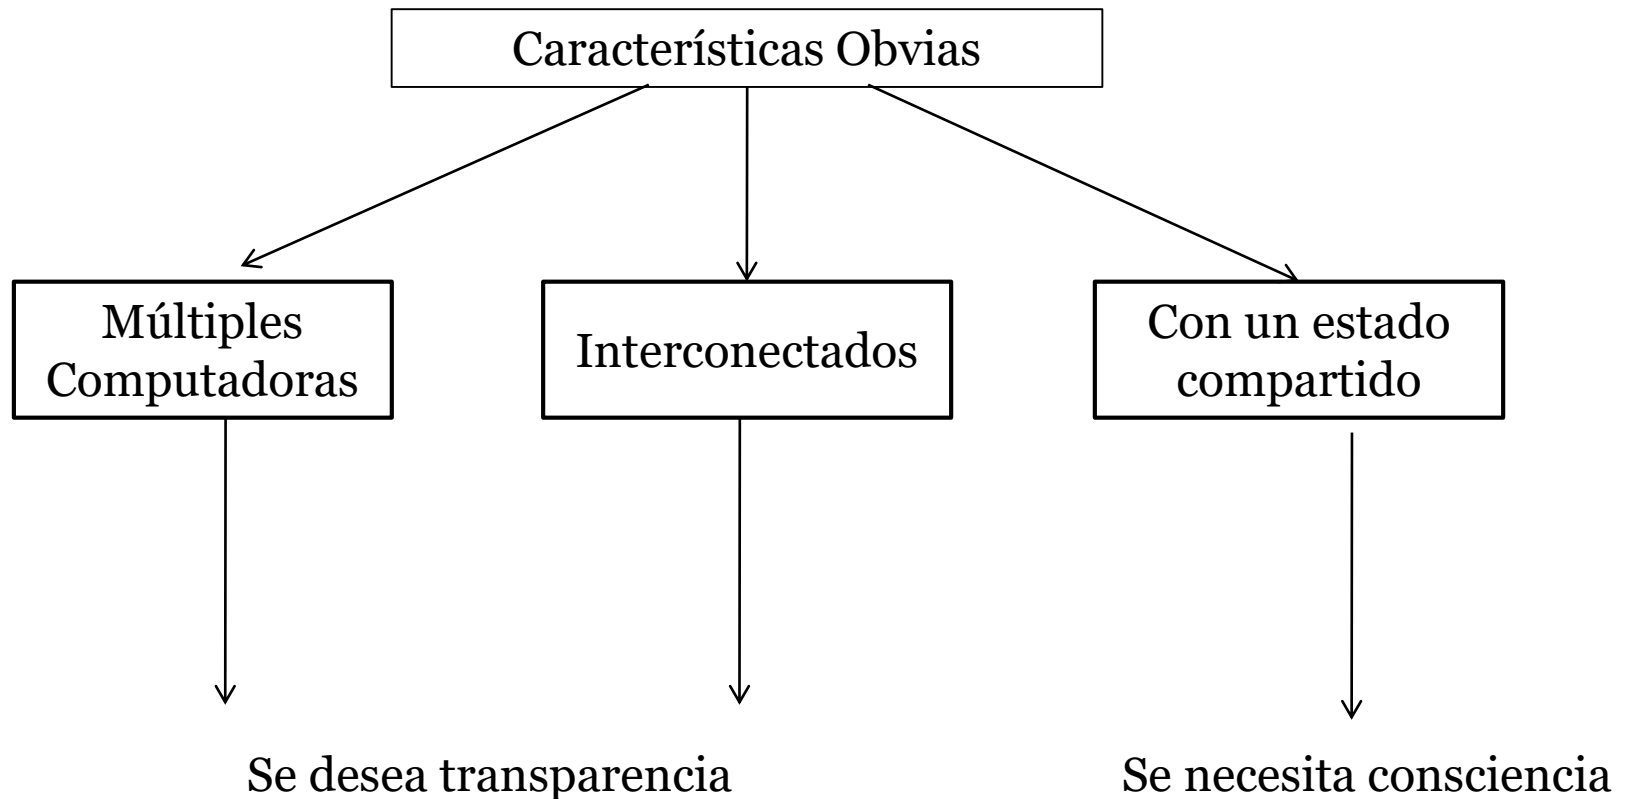 Características Obvias
Múltiples
Computadoras
Interconectados
Con un estado
compartido
Se desea transparencia
Se necesita consciencia